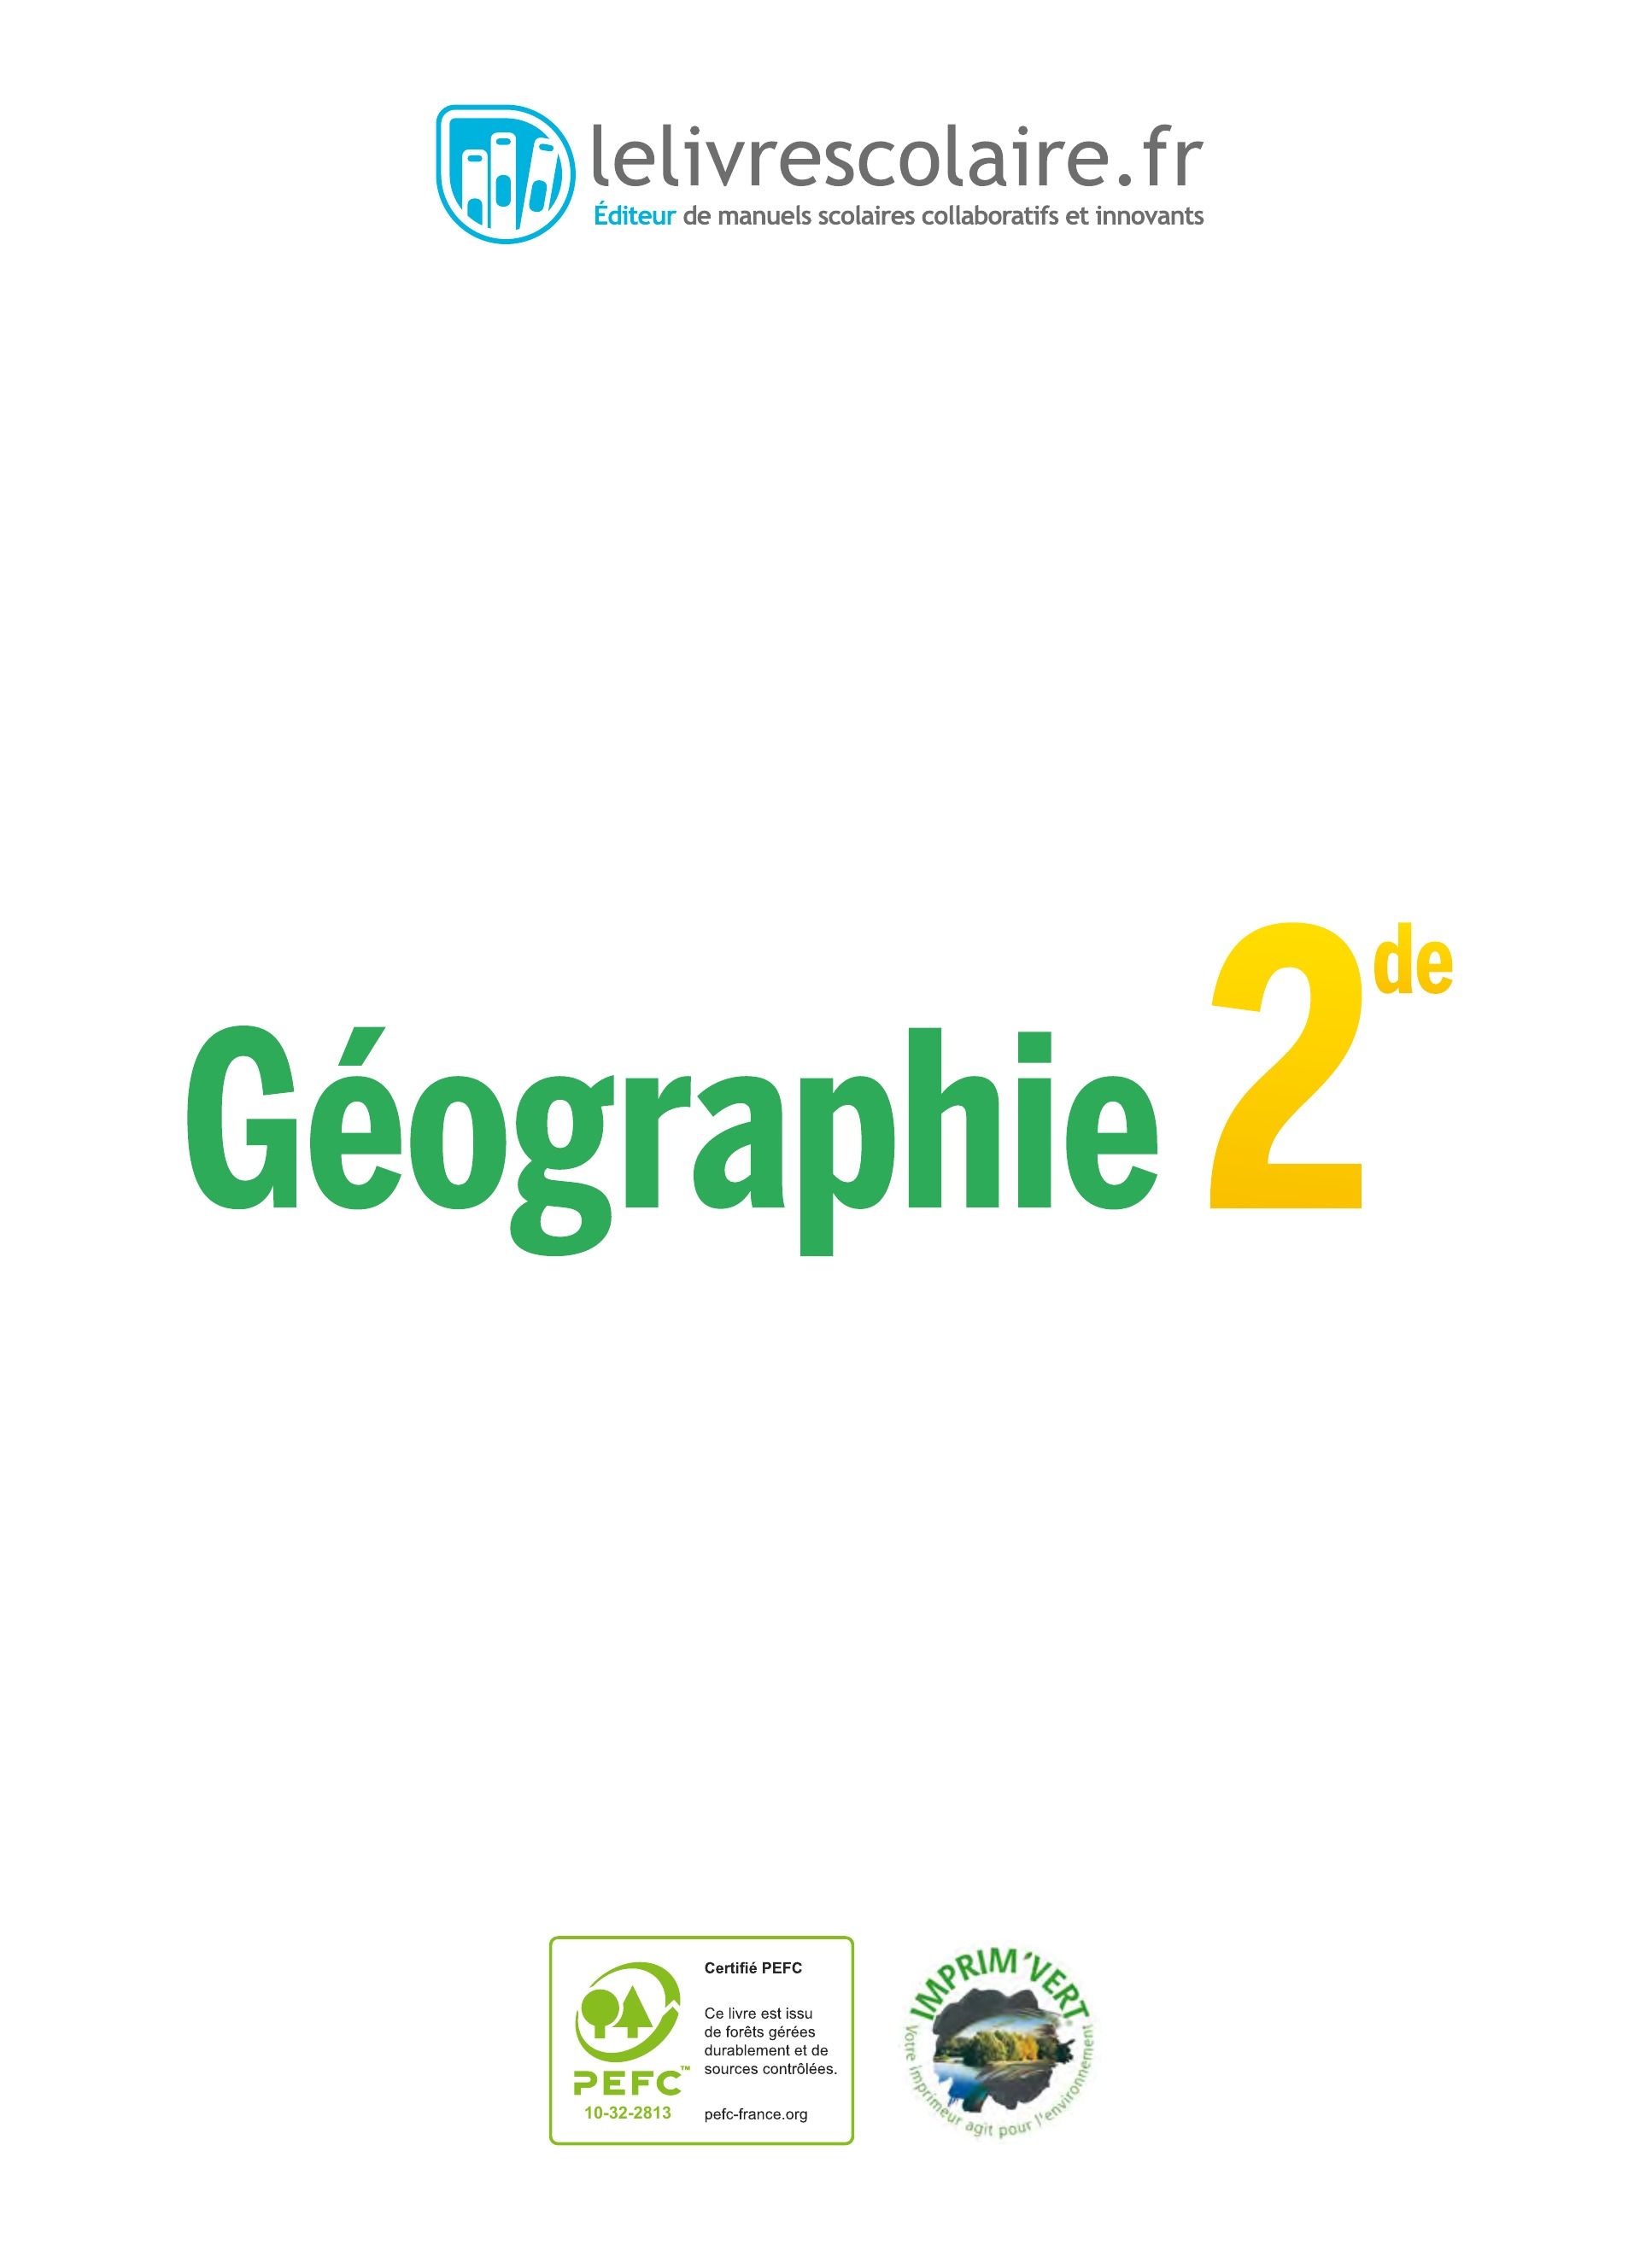 lelivrescolaire.fr
Éditeur de manuels scolaires collaboratifs et innovants
Géographie 2de
Certifié PEFC
Ce livre est issu
de forêts gérées
durablement et de
sources contrôlées.
pefc-france.org
PEFC™
10-32-2813
IMPRIM'VERT®
Votre imprimeur agit pour l'environnement